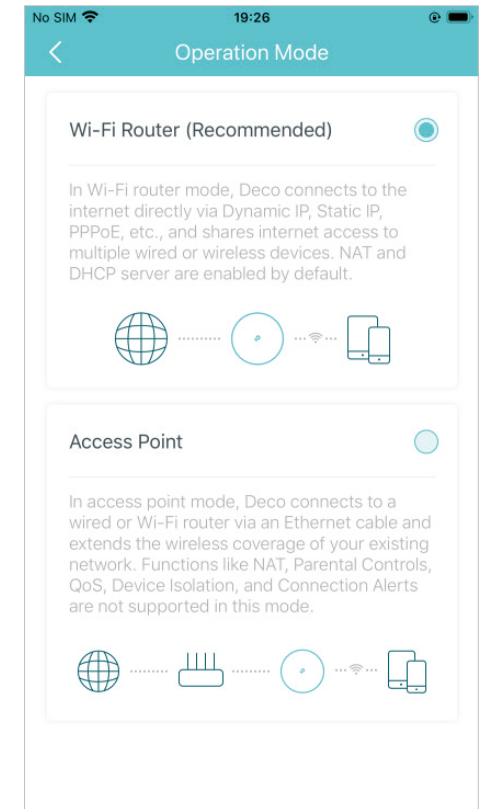 No SIM 19:26
Operation Mode
Wi-Fi Router (Recommended)
In Wi-Fi router mode, Deco connects to the
internet directly via Dynamic IP, Static IP,
PPPoE, etc., and shares internet access to
multiple wired or wireless devices. NAT and
DHCP server are enabled by default.
Access Point
In access point mode, Deco connects to a
wired or Wi-Fi router via an Ethernet cable and
extends the wireless coverage of your existing
network. Functions like NAT, Parental Controls,
QoS, Device Isolation, and Connection Alerts
are not supported in this mode.